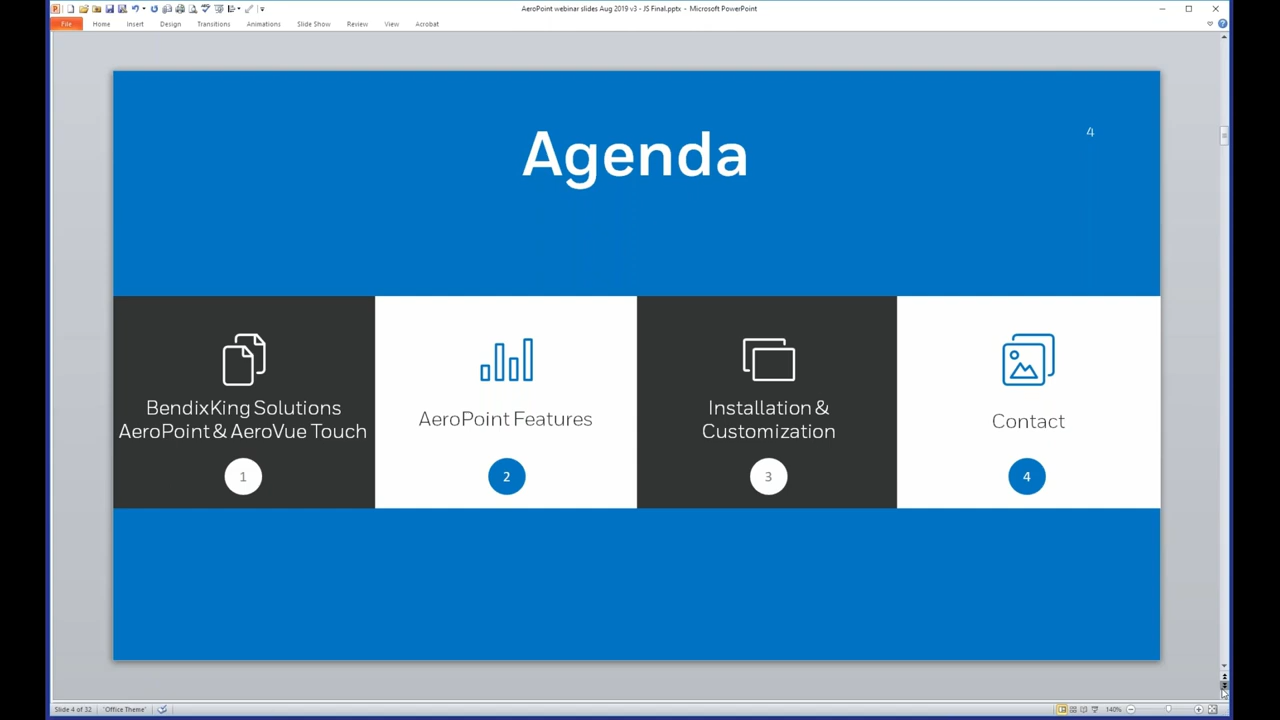 AeroPoint webinar slides Aug 2019 v3 - JS Final.pptx - Microsoft PowerPoint
File Home Insert Design Transitions Animations Slide Show Review View Acrobat
4
Agenda
BendixKing Solutions
AeroPoint & AeroVue Touch
1
AeroPoint Features
2
Installation &
Customization
3
Contact
4
Slide 4 of 32 "Office Theme" 140%